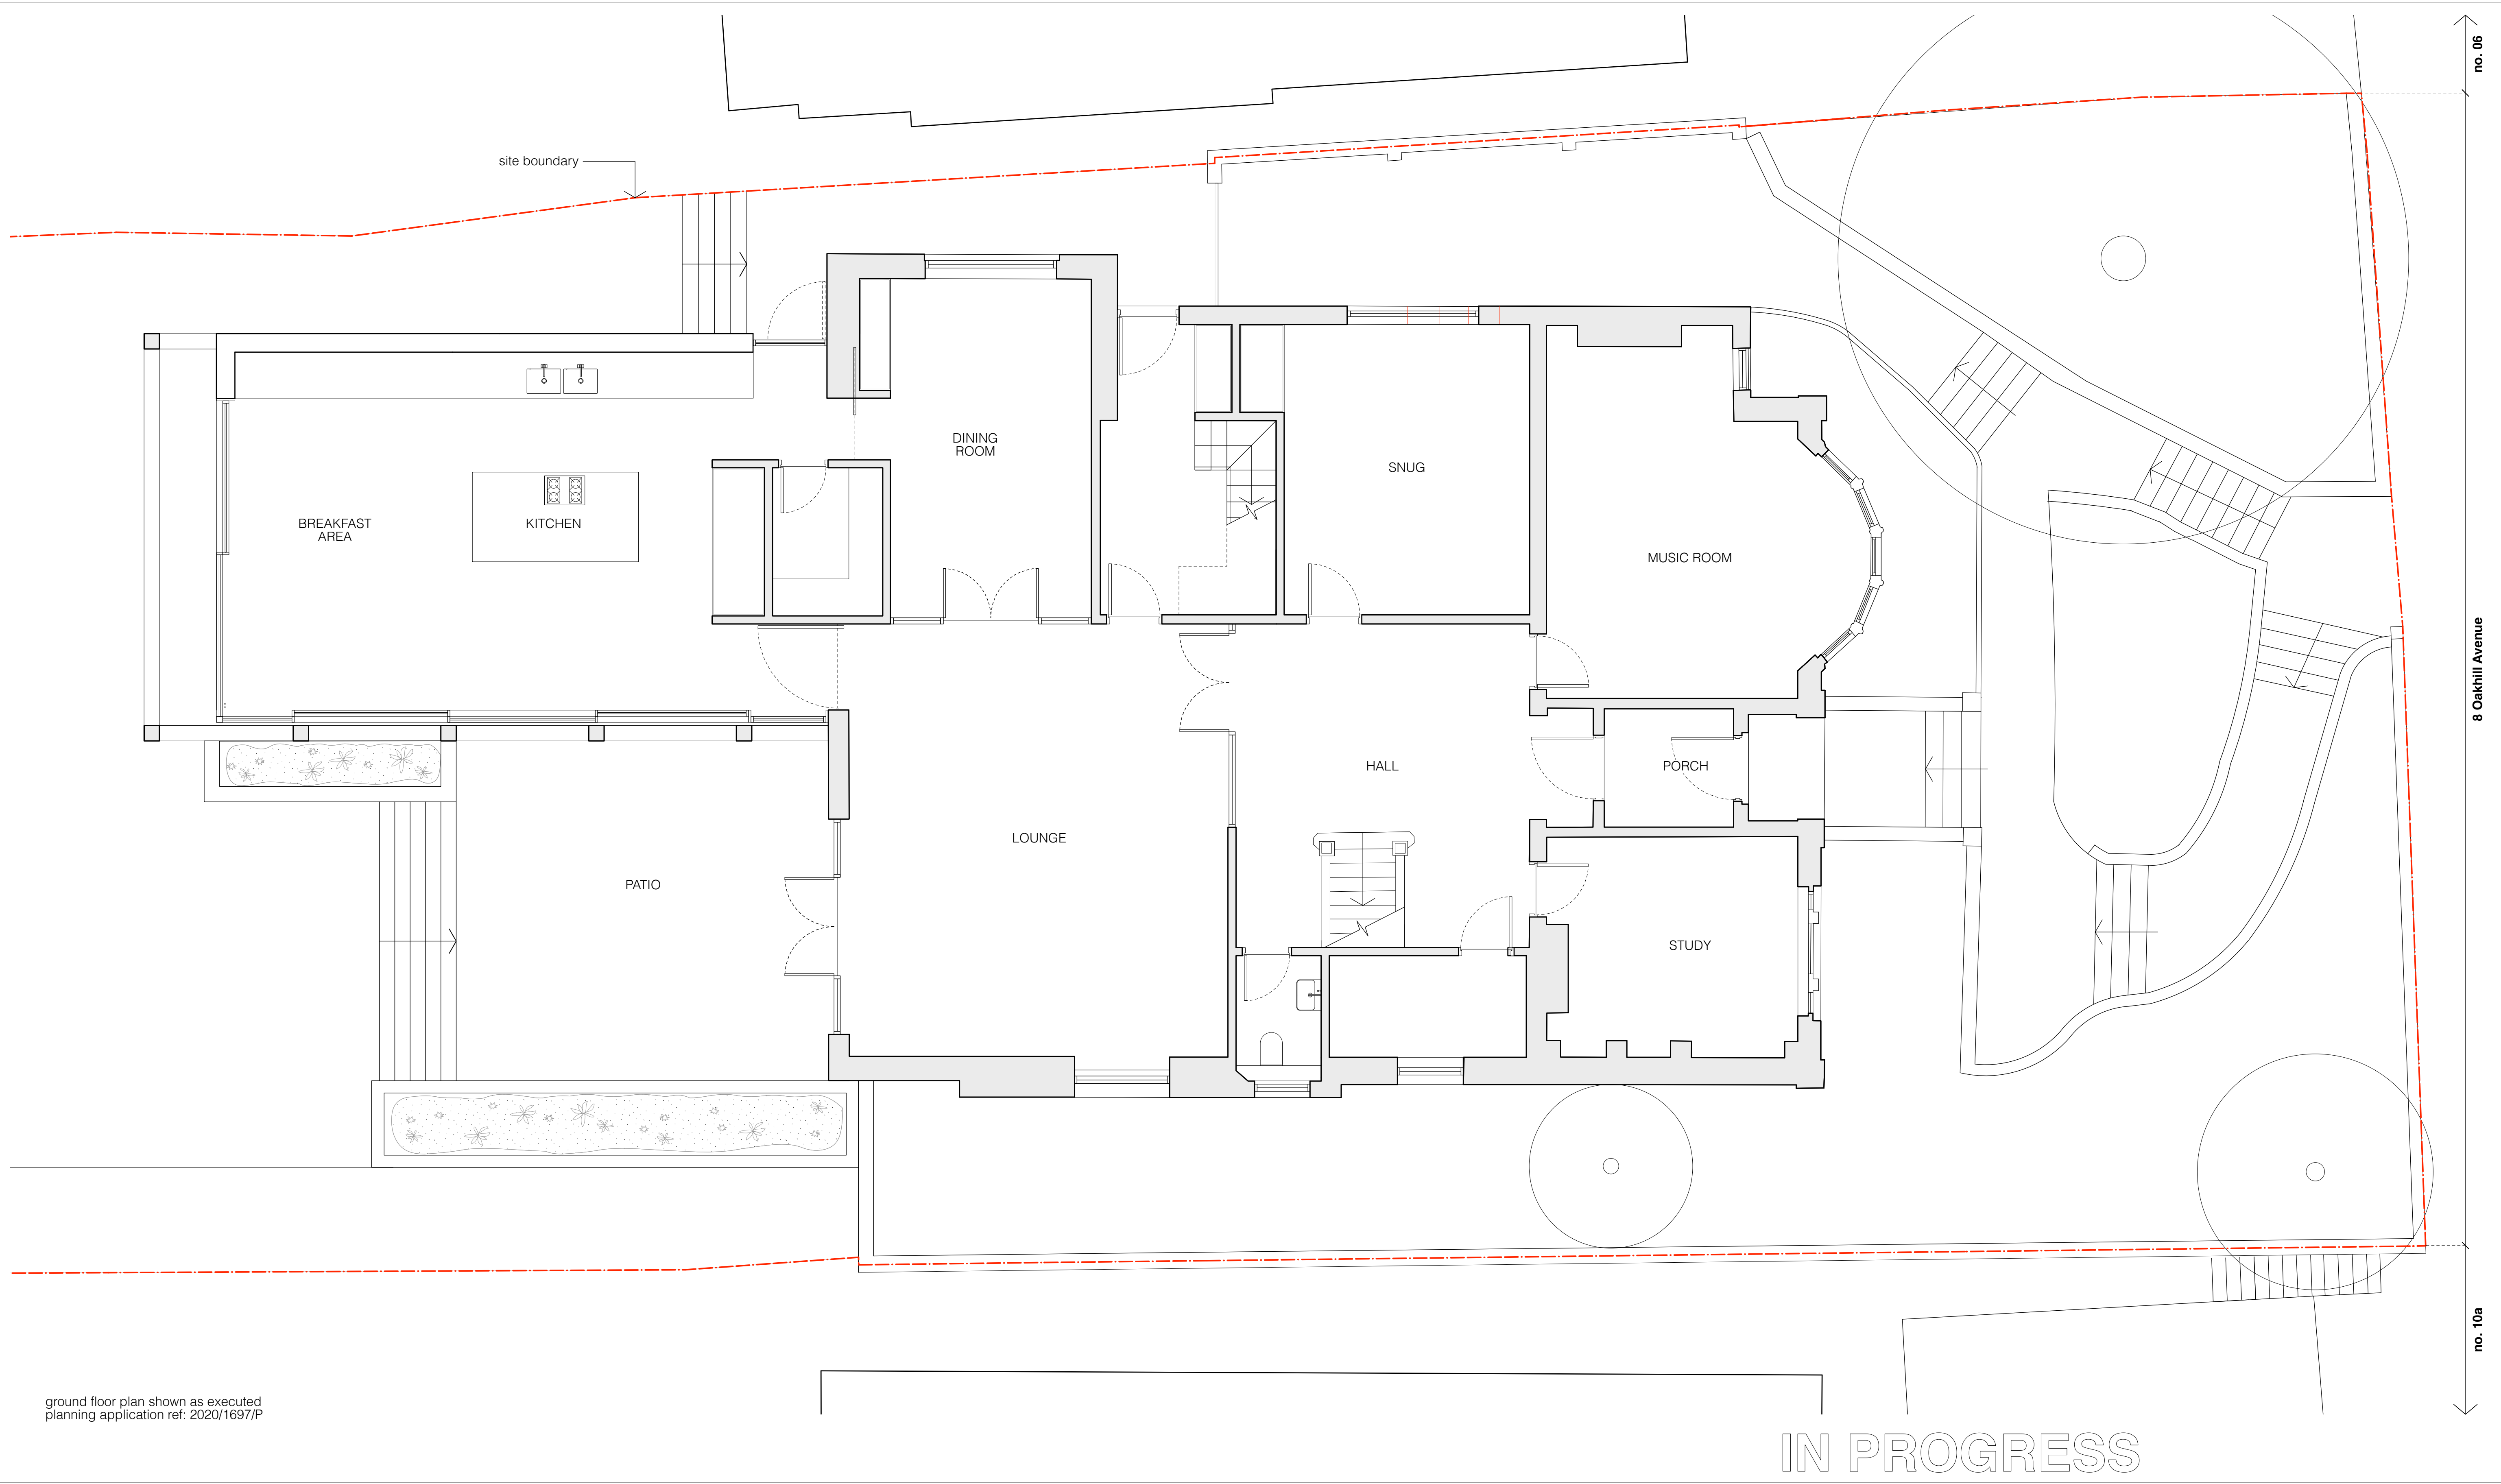 no. 06
site boundary
DINING
ROOM
SNUG
BREAKFAST
AREA
KITCHEN
MUSIC ROOM
8 Oakhill Avenue
HALL
PORCH
LOUNGE
PATIO
STUDY
no. 10a
ground floor plan shown as executed
planning application ref: 2020/1697/P
IN PROGRESS